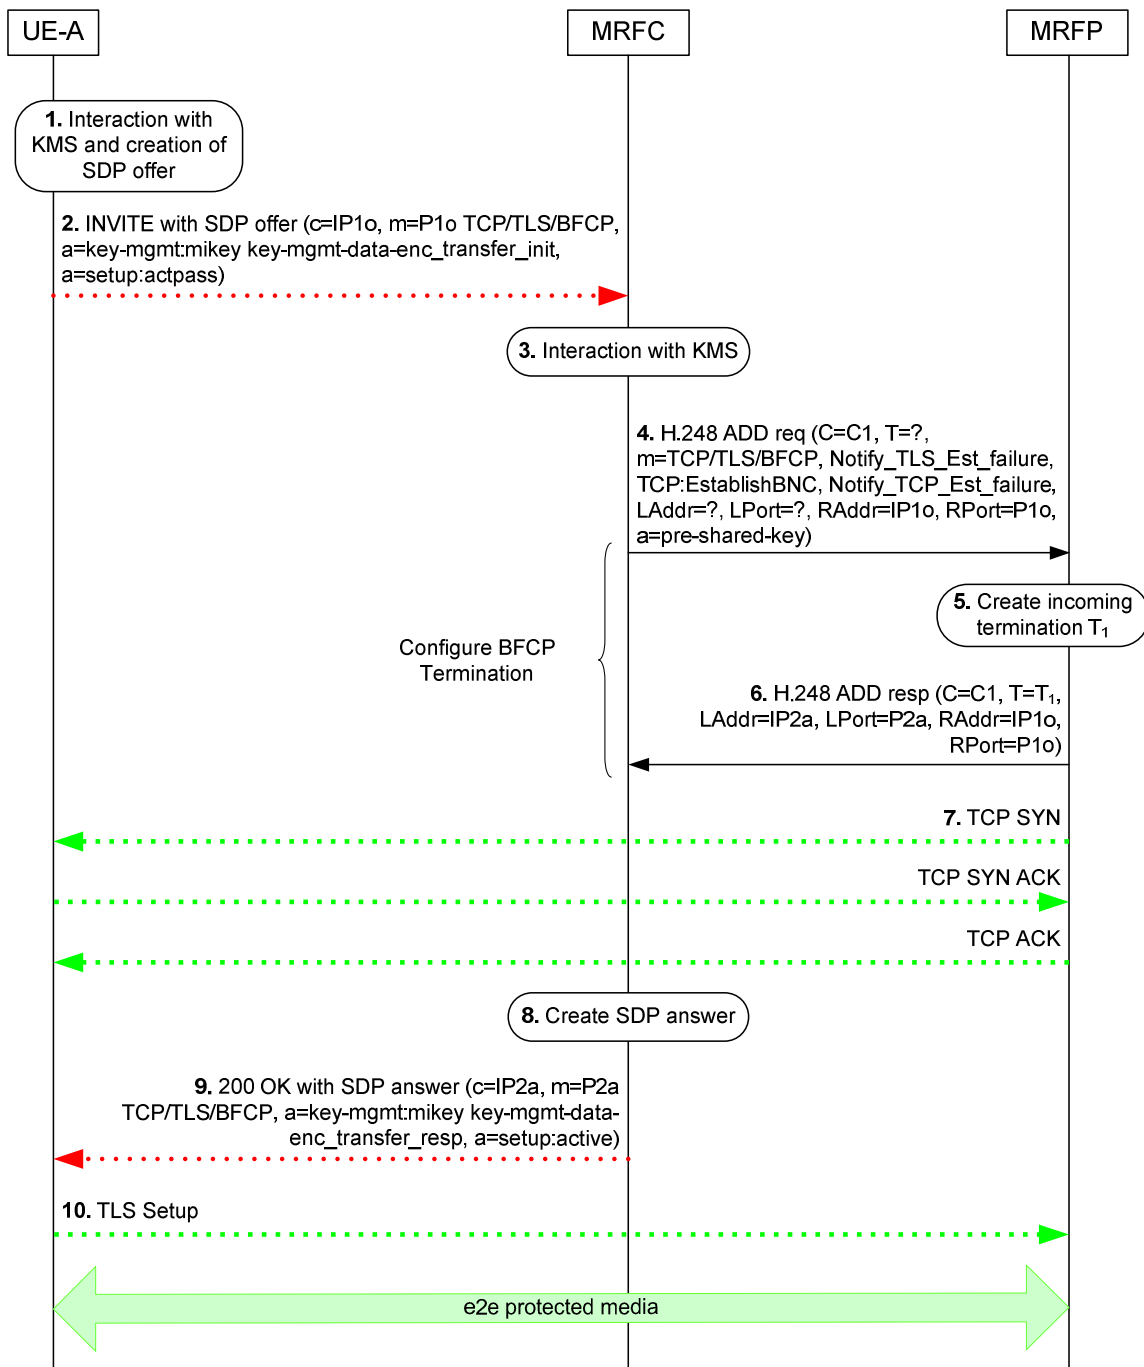 UE-A
MRFC
MRFP
1. Interaction with
KMS and creation of
SDP offer
2. INVITE with SDP offer (c=IP1o, m=P1o TCP/TLS/BFCP,
a=key-mgmt:mikey key-mgmt-data-enc_transfer_init,
a=setup:actpass)
3. Interaction with KMS
4. H.248 ADD req (C=C1, T=?,
m=TCP/TLS/BFCP, Notify_TLS_Est_failure,
TCP:EstablishBNC, Notify_TCP_Est_failure,
LAddr=?, LPort=?, RAddr=IP1o, RPort=P1o,
a=pre-shared-key)
5. Create incoming
termination T₁
Configure BFCP
Termination
6. H.248 ADD resp (C=C1, T=T₁,
LAddr=IP2a, LPort=P2a, RAddr=IP1o,
RPort=P1o)
7. TCP SYN
TCP SYN ACK
TCP ACK
8. Create SDP answer
9. 200 OK with SDP answer (c=IP2a, m=P2a
TCP/TLS/BFCP, a=key-mgmt:mikey key-mgmt-data-
enc_transfer_resp, a=setup:active)
10. TLS Setup
e2e protected media